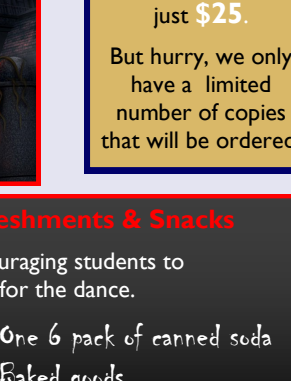 just $25.
But hurry, we only
have a limited
number of copies
that will be ordered
eshments & Snacks
uraging students to
for the dance.
One 6 pack of canned soda
Baked goods